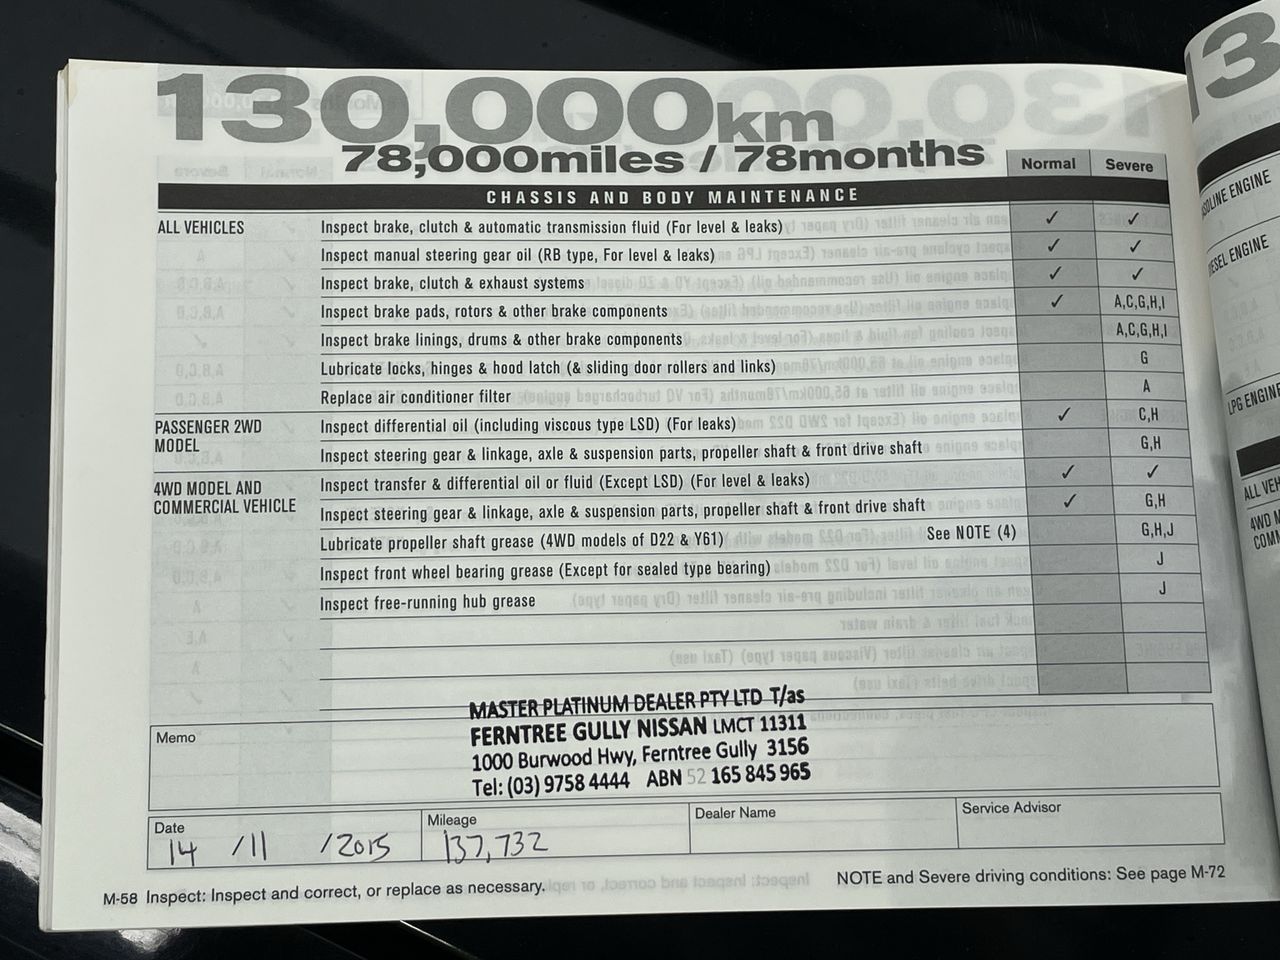 130,000km
78,000miles / 78months
Normal Severe
CHASSIS AND BODY MAINTENANCE
ALL VEHICLES
Inspect brake, clutch & automatic transmission fluid (For level & leaks) ✓ ✓
Inspect manual steering gear oil (RB type, For level & leaks) ✓ ✓
Inspect brake, clutch & exhaust systems ✓ ✓
Inspect brake pads, rotors & other brake components ✓ A,C,G,H,I
Inspect brake linings, drums & other brake components A,C,G,H,I
Lubricate locks, hinges & hood latch (& sliding door rollers and links) G
Replace air conditioner filter A
PASSENGER 2WD
MODEL
Inspect differential oil (including viscous type LSD) (For leaks) ✓ C,H
Inspect steering gear & linkage, axle & suspension parts, propeller shaft & front drive shaft G,H
4WD MODEL AND
COMMERCIAL VEHICLE
Inspect transfer & differential oil or fluid (Except LSD) (For level & leaks) ✓ ✓
Inspect steering gear & linkage, axle & suspension parts, propeller shaft & front drive shaft ✓ G,H
Lubricate propeller shaft grease (4WD models of D22 & Y61) See NOTE (4) G,H,J
Inspect front wheel bearing grease (Except for sealed type bearing) J
Inspect free-running hub grease J
MASTER PLATINUM DEALER PTY LTD T/as
FERNTREE GULLY NISSAN LMCT 11311
1000 Burwood Hwy, Ferntree Gully 3156
Tel: (03) 9758 4444 ABN 52 165 845 965
Memo
Date
14 /11 /2015
Mileage
137,732
Dealer Name
Service Advisor
M-58 Inspect: Inspect and correct, or replace as necessary.
NOTE and Severe driving conditions: See page M-72
13
ENGINE
ENGINE
LPG ENGINE
ALL VEH
4WD M
COMM